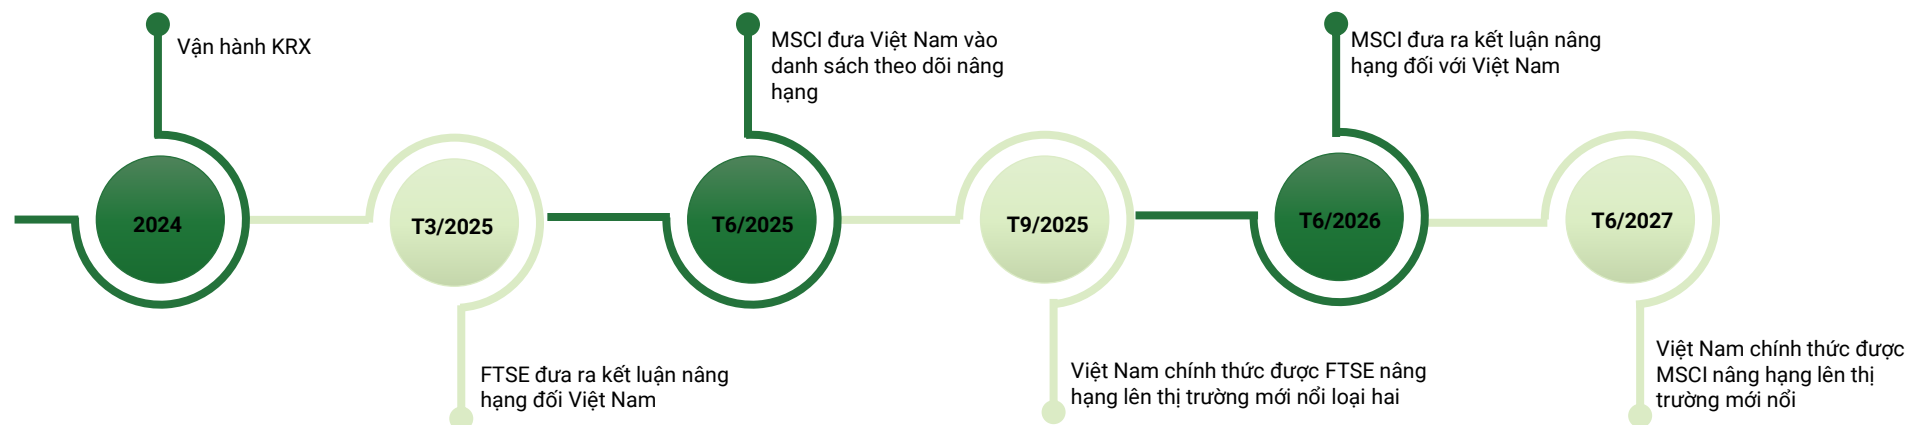 Vận hành KRX
2024
T3/2025
FTSE đưa ra kết luận nâng
hạng đối Việt Nam
MSCI đưa Việt Nam vào
danh sách theo dõi nâng
hạng
T6/2025
T9/2025
Việt Nam chính thức được FTSE nâng
hạng lên thị trường mới nổi loại hai
MSCI đưa ra kết luận nâng
hạng đối với Việt Nam
T6/2026
T6/2027
Việt Nam chính thức được
MSCI nâng hạng lên thị
trường mới nổi